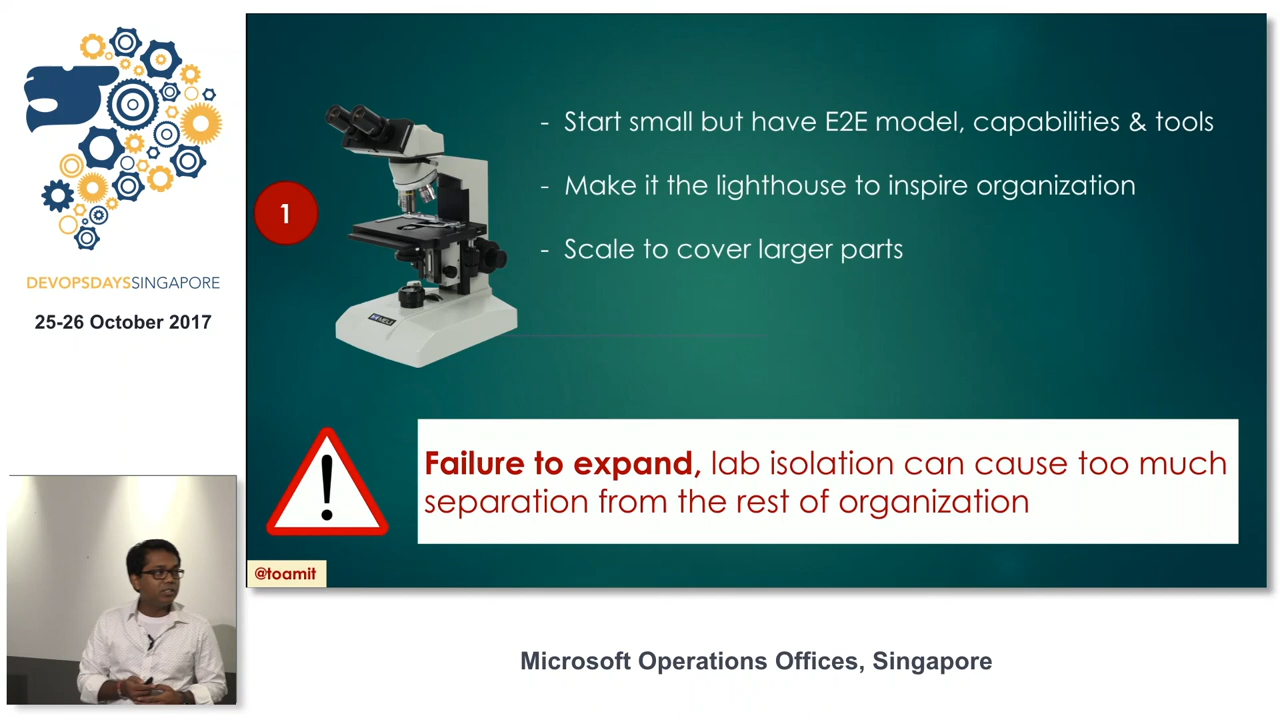 DEVOPSDAYSSINGAPORE
25-26 October 2017
1
- Start small but have E2E model, capabilities & tools
- Make it the lighthouse to inspire organization
- Scale to cover larger parts
!
Failure to expand, lab isolation can cause too much
separation from the rest of organization
@toamit
Microsoft Operations Offices, Singapore